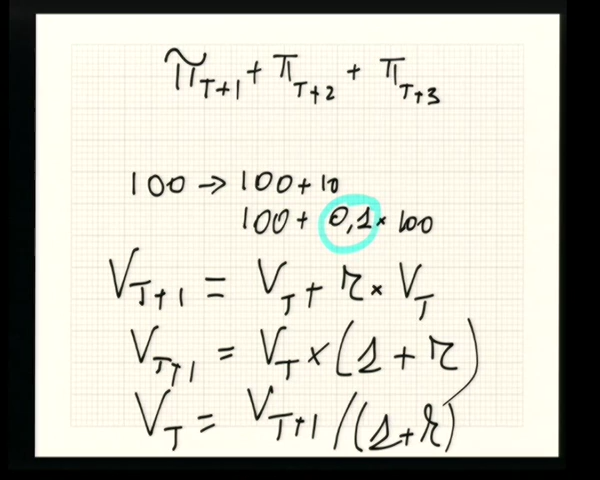 π̃_{T+1} + π_{T+2} + π_{T+3}
100 → 100 + 10
100 + 0,1 × 100
V_{T+1} = V_T + r × V_T
V_{T+1} = V_T × (1 + r)
V_T = V_{T+1} / (1 + r)